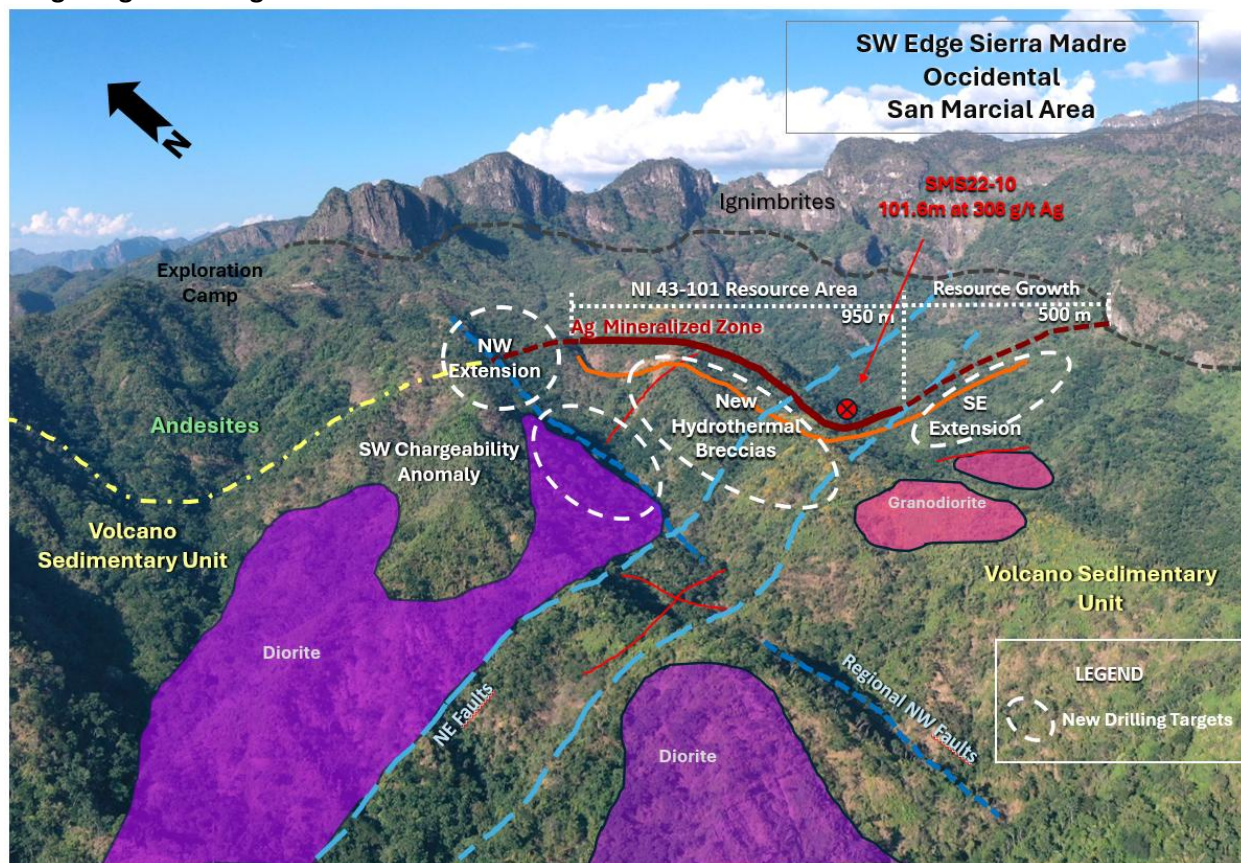 SW Edge Sierra Madre
Occidental
San Marcial Area
N
SMS22-10
101.6m at 308 g/t Ag
Ignimbrites
Exploration
Camp
NI 43-101 Resource Area
Resource Growth
950 m
500 m
Ag Mineralized Zone
NW
Extension
New
Hydrothermal
Breccias
SE
Extension
Andesites
SW Chargeability
Anomaly
Granodiorite
Volcano
Sedimentary Unit
Volcano Sedimentary
Unit
Diorite
NE Faults
Regional NW Faults
Diorite
LEGEND
New Drilling Targets